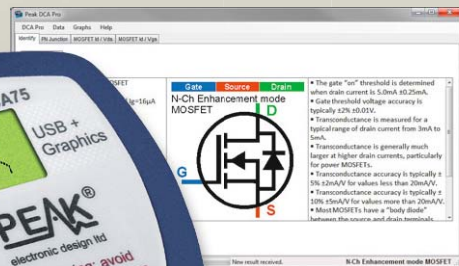 Peak DCA Pro
DCA Pro Data Graphs Help
Identify PN Junction MOSFET Id / Vds MOSFET Id / Vgs
MOSFET
Ig=16µA
Gate Source Drain
N-Ch Enhancement mode
MOSFET
D
G
S
• The gate "on" threshold is determined
when drain current is 5.0mA ±0.25mA.
• Gate threshold voltage accuracy is
typically ±2% ±0.01V.
• Transconductance is measured for a
typical range of drain current from 3mA to
5mA.
• Transconductance is generally much
larger at higher drain currents, particularly
for power MOSFETs.
• Transconductance accuracy is typically ±
5% ±2mA/V for values less than 20mA/V.
• Transconductance accuracy is typically ±
10% ±5mA/V for values more than 20mA/V.
• Most MOSFETs have a "body diode"
between the source and drain terminals
New result received.
N-Ch Enhancement mode MOSFET
A75
USB +
Graphics
PEAK®
electronic design ltd
avoid